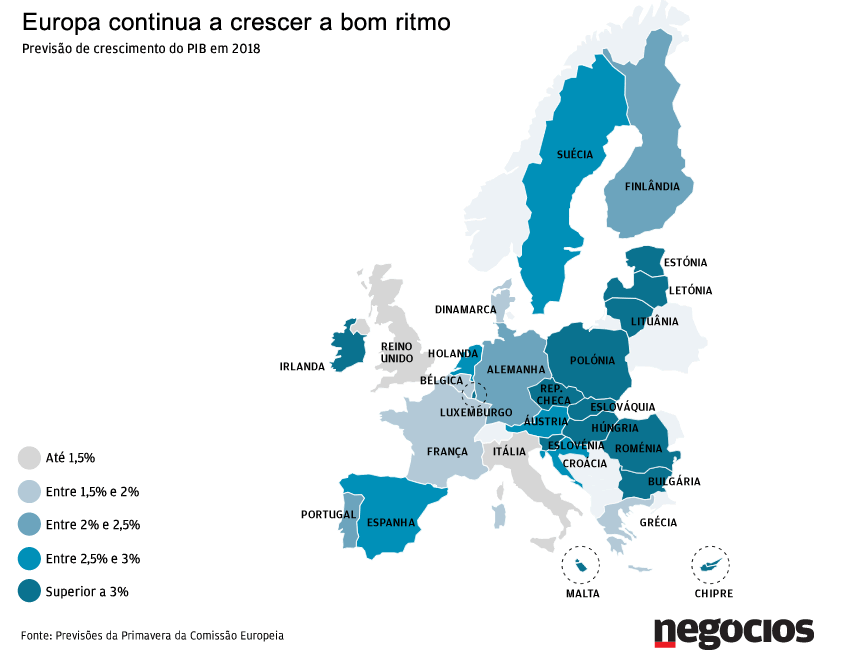 Europa continua a crescer a bom ritmo
Previsão de crescimento do PIB em 2018
SUÉCIA
FINLÂNDIA
ESTÓNIA
LETÓNIA
DINAMARCA
LITUÂNIA
REINO
UNIDO
HOLANDA
POLÓNIA
IRLANDA
ALEMANHA
BÉLGICA
REP.
CHECA
LUXEMBURGO
ESLOVÁQUIA
ÁUSTRIA
HÚNGRIA
FRANÇA
ITÁLIA
ESLOVÉNIA
ROMÉNIA
CROÁCIA
BULGÁRIA
PORTUGAL
ESPANHA
GRÉCIA
MALTA
CHIPRE
Até 1,5%
Entre 1,5% e 2%
Entre 2% e 2,5%
Entre 2,5% e 3%
Superior a 3%
Fonte: Previsões da Primavera da Comissão Europeia
negócios